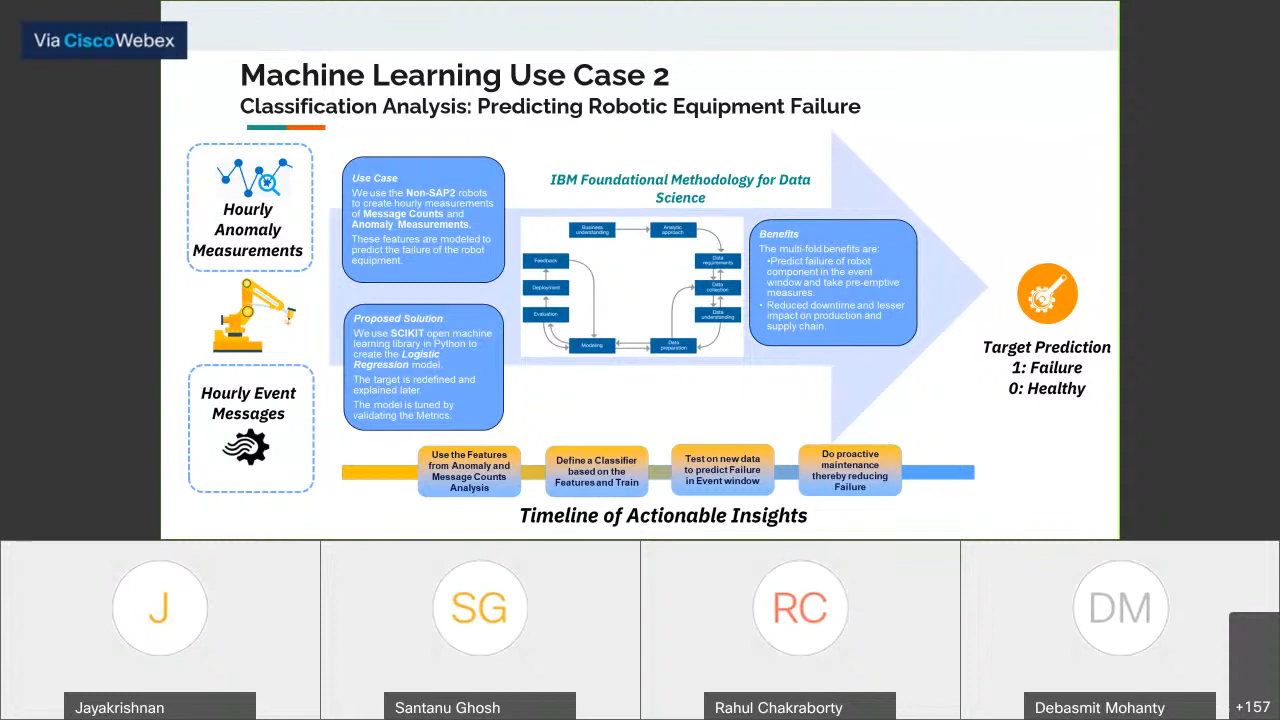 Via CiscoWebex
Machine Learning Use Case 2
Classification Analysis: Predicting Robotic Equipment Failure
Hourly
Anomaly
Measurements
Hourly Event
Messages
Use Case
We use the Non-SAP2 robots
to create hourly measurements
of Message Counts and
Anomaly Measurements.
These features are modeled to
predict the failure of the robot
equipment.
Proposed Solution
We use SCIKIT open machine
learning library in Python to
create the Logistic
Regression model.
The target is redefined and
explained later.
The model is tuned by
validating the Metrics.
IBM Foundational Methodology for Data
Science
Business
understanding
Analytic
approach
Data
requirements
Data
collection
Data
understanding
Data
preparation
Modeling
Evaluation
Deployment
Feedback
Benefits
The multi-fold benefits are:
•Predict failure of robot
component in the event
window and take pre-emptive
measures.
• Reduced downtime and lesser
impact on production and
supply chain.
Target Prediction
1: Failure
0: Healthy
Use the Features
from Anomaly and
Message Counts
Analysis
Define a Classifier
based on the
Features and Train
Test on new data
to predict Failure
in Event window
Do proactive
maintenance
thereby reducing
Failure
Timeline of Actionable Insights
J
SG
RC
DM
Jayakrishnan
Santanu Ghosh
Rahul Chakraborty
Debasmit Mohanty
+157